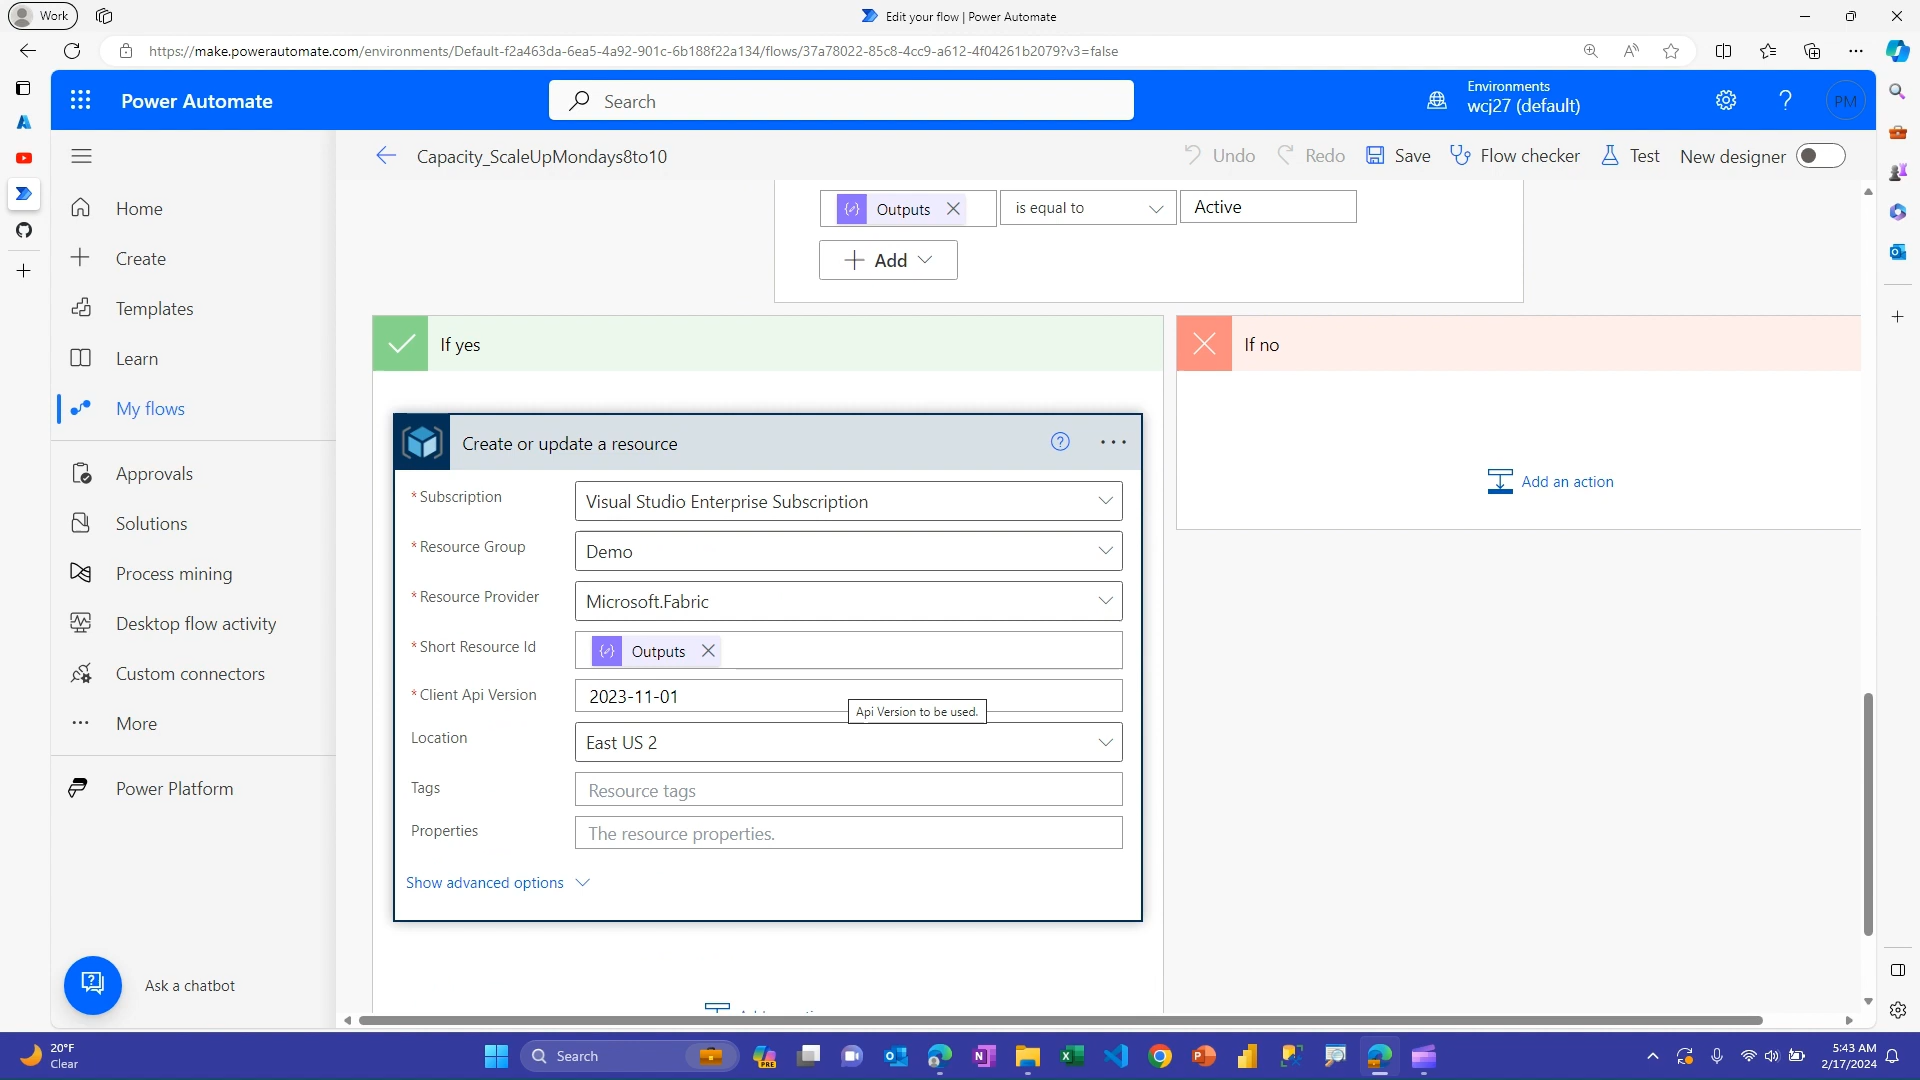 Work
Edit your flow | Power Automate
https://make.powerautomate.com/environments/Default-f2a463da-6ea5-4a92-901c-6b188f22a134/flows/37a78022-85c8-4cc9-a612-4f04261b2079?v3=false
Power Automate
Search
Environments
wcj27 (default)
PM
Capacity_ScaleUpMondays8to10
Undo
Redo
Save
Flow checker
Test
New designer
Home
Create
Templates
Learn
My flows
Approvals
Solutions
Process mining
Desktop flow activity
Custom connectors
More
Power Platform
Ask a chatbot
Outputs
is equal to
Active
Add
If yes
If no
Add an action
Create or update a resource
* Subscription
Visual Studio Enterprise Subscription
* Resource Group
Demo
* Resource Provider
Microsoft.Fabric
* Short Resource Id
Outputs
* Client Api Version
2023-11-01
Api Version to be used.
Location
East US 2
Tags
Resource tags
Properties
The resource properties.
Show advanced options
20°F
Clear
Search
PRE
5:43 AM
2/17/2024